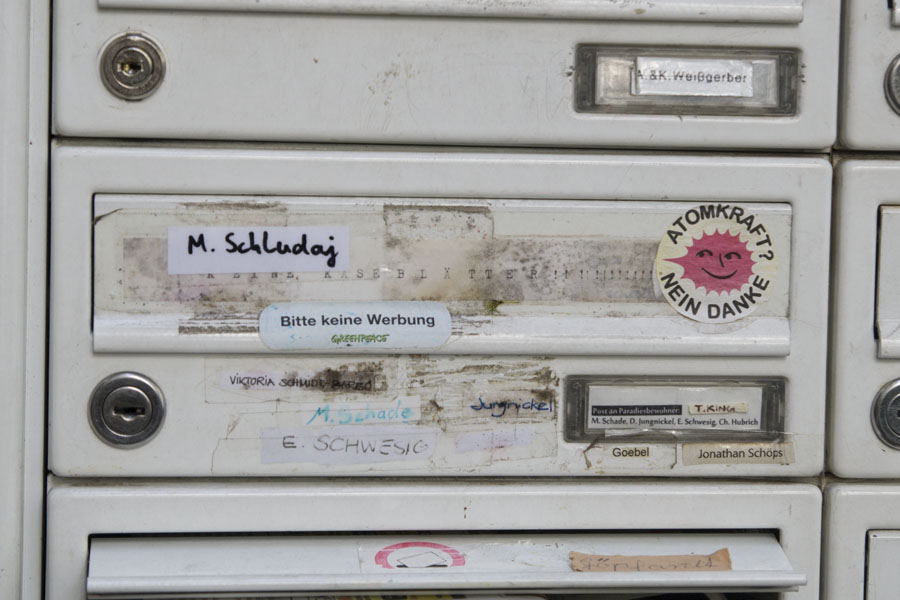 A.&K.Weißgerber
M. Schludaj
KEINE KÄSEBLÄTTER!!!!!!!!!!!
ATOMKRAFT?
NEIN DANKE
Bitte keine Werbung
GREENPEACE
VIKTORIA SCHMIDT-BARBO
M. Schade
Jungnickel
E. SCHWESIG
Post an Paradiesbewohner:
T.KING
M. Schade, D. Jungnickel, E. Schwesig, Ch. Hubrich
Goebel
Jonathan Schöps